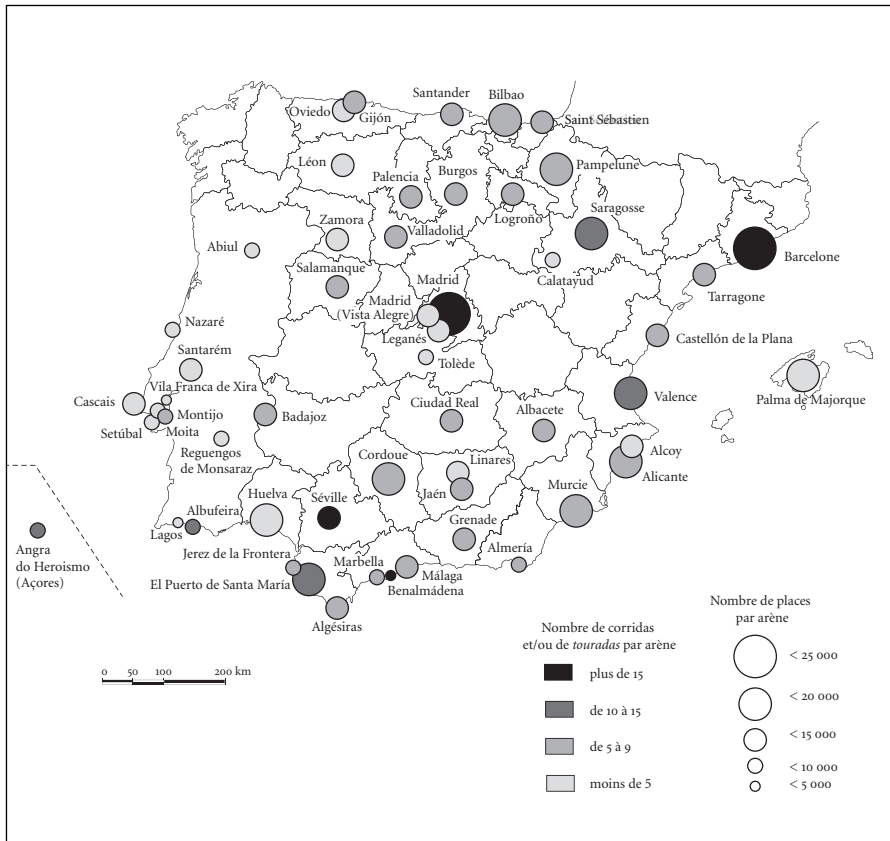 Santander
Bilbao
Oviedo
Gijón
Saint Sébastien
Léon
Palencia
Burgos
Pampelune
Logroño
Saragosse
Zamora
Valladolid
Abiul
Calatayud
Barcelone
Salamanque
Madrid
Tarragone
Madrid
(Vista Alegre)
Nazaré
Leganés
Castellón de la Plana
Santarém
Tolède
Vila Franca de Xira
Cascais
Valence
Palma de Majorque
Montijo
Badajoz
Ciudad Real
Albacete
Setúbal
Moita
Alcoy
Reguengos
de Monsaraz
Cordoue
Linares
Alicante
Jaén
Huelva
Séville
Murcie
Albufeira
Lagos
Grenade
Angra
do Heroismo
(Açores)
Jerez de la Frontera
Almería
Marbella
Málaga
El Puerto de Santa María
Benalmádena
Algésiras
0 50 100 200 km
Nombre de corridas
et/ou de touradas par arène
plus de 15
de 10 à 15
de 5 à 9
moins de 5
Nombre de places
par arène
< 25 000
< 20 000
< 15 000
< 10 000
< 5 000